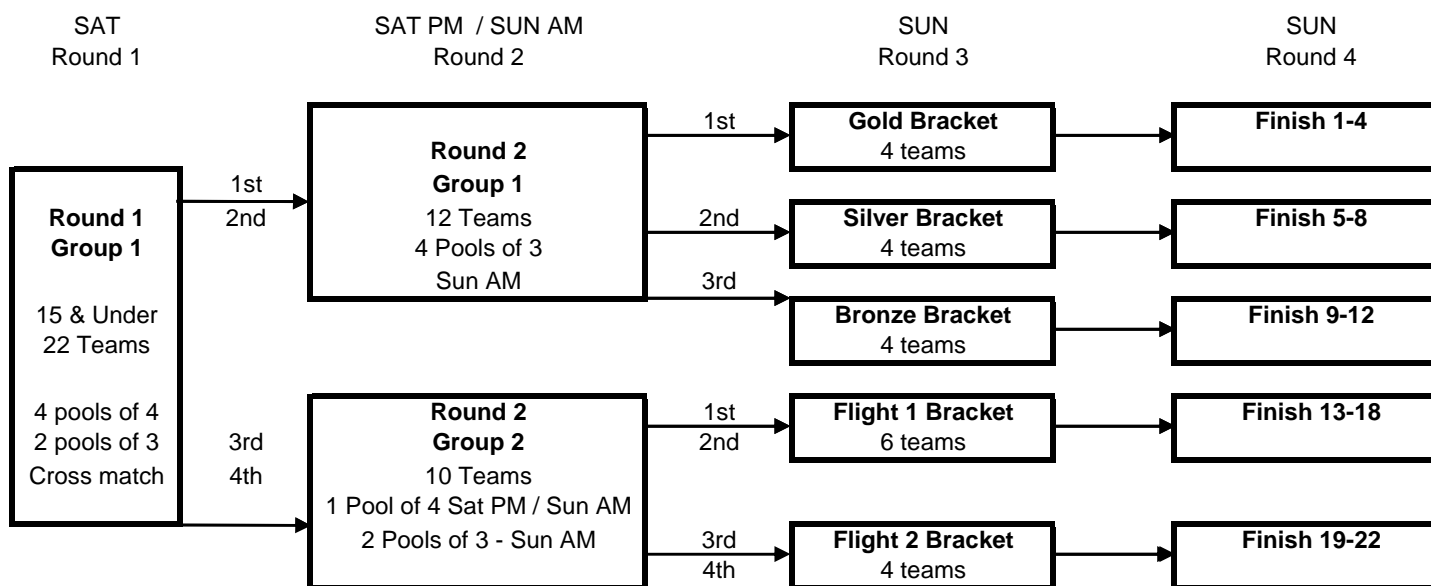 SAT
Round 1
SAT PM / SUN AM
Round 2
SUN
Round 3
SUN
Round 4
Round 1
Group 1
15 & Under
22 Teams
4 pools of 4
2 pools of 3
Cross match
1st
2nd
3rd
4th
Round 2
Group 1
12 Teams
4 Pools of 3
Sun AM
1st
2nd
3rd
Round 2
Group 2
10 Teams
1 Pool of 4 Sat PM / Sun AM
2 Pools of 3 - Sun AM
1st
2nd
3rd
4th
Gold Bracket
4 teams
Silver Bracket
4 teams
Bronze Bracket
4 teams
Flight 1 Bracket
6 teams
Flight 2 Bracket
4 teams
Finish 1-4
Finish 5-8
Finish 9-12
Finish 13-18
Finish 19-22